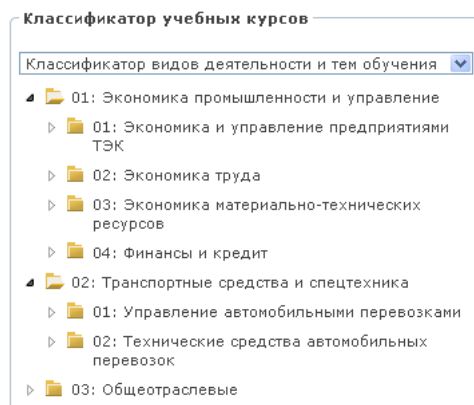 Классификатор учебных курсов
Классификатор видов деятельности и тем обучения
01: Экономика промышленности и управление
01: Экономика и управление предприятиями
ТЭК
02: Экономика труда
03: Экономика материально-технических
ресурсов
04: Финансы и кредит
02: Транспортные средства и спецтехника
01: Управление автомобильными перевозками
02: Технические средства автомобильных
перевозок
03: Общеотраслевые